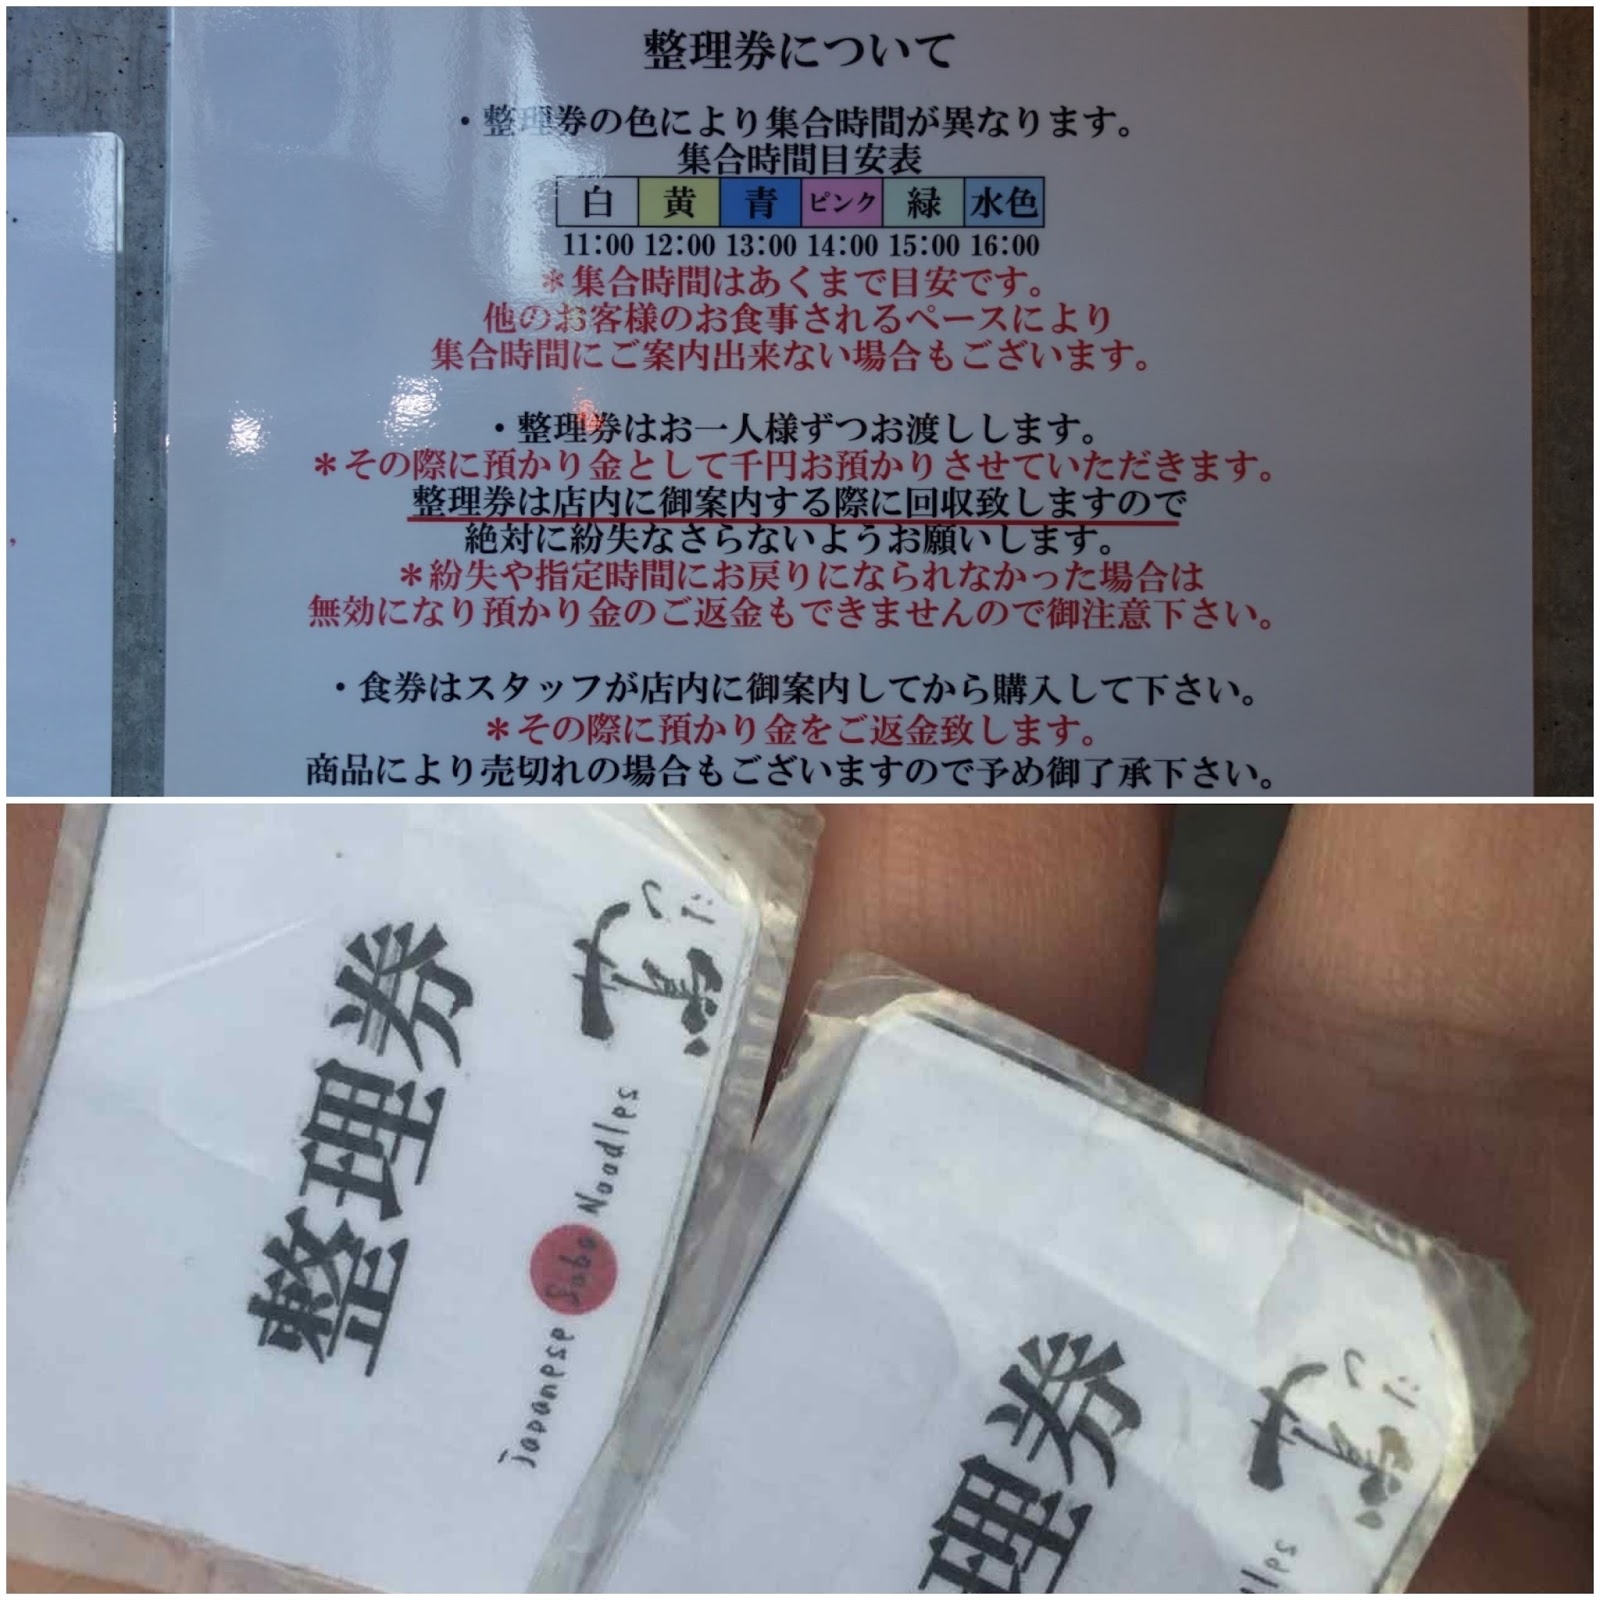 整理券について
・整理券の色により集合時間が異なります。
集合時間目安表
白 黄 青 ピンク 緑 水色
11:00 12:00 13:00 14:00 15:00 16:00
＊集合時間はあくまで目安です。
他のお客様のお食事されるペースにより
集合時間にご案内出来ない場合もございます。
・整理券はお一人様ずつお渡しします。
＊その際に預かり金として千円お預かりさせていただきます。
整理券は店内に御案内する際に回収致しますので
絶対に紛失なさらないようお願いします。
＊紛失や指定時間にお戻りになられなかった場合は
無効になり預かり金のご返金もできませんので御注意下さい。
・食券はスタッフが店内に御案内してから購入して下さい。
＊その際に預かり金をご返金致します。
商品により売切れの場合もございますので予め御了承下さい。
整理券
Japanese Soba Noodles
蔦
理券
蔦